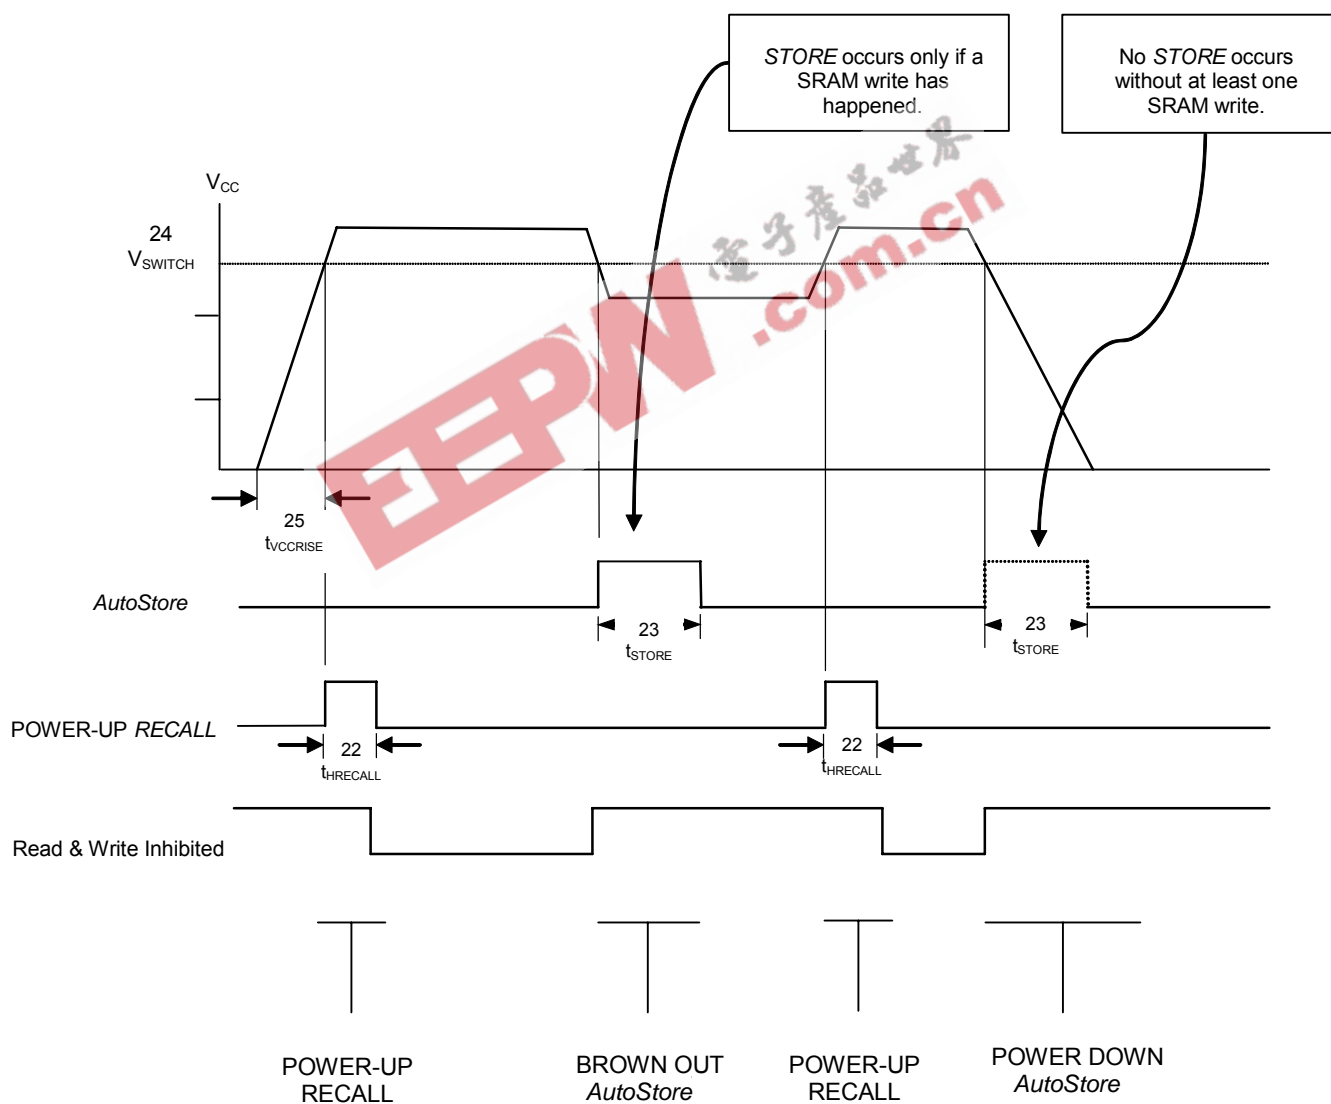 STORE occurs only if a
SRAM write has
happened.
No STORE occurs
without at least one
SRAM write.
VCC
24
VSWITCH
電子產品世界
EEPW.com.cn
25
tVCCRISE
AutoStore
23
tSTORE
23
tSTORE
POWER-UP RECALL
22
tHRECALL
22
tHRECALL
Read & Write Inhibited
POWER-UP
RECALL
BROWN OUT
AutoStore
POWER-UP
RECALL
POWER DOWN
AutoStore